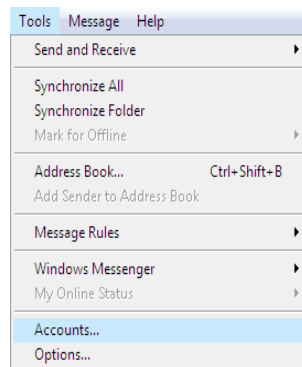 Tools Message Help
Send and Receive
Synchronize All
Synchronize Folder
Mark for Offline
Address Book... Ctrl+Shift+B
Add Sender to Address Book
Message Rules
Windows Messenger
My Online Status
Accounts...
Options...